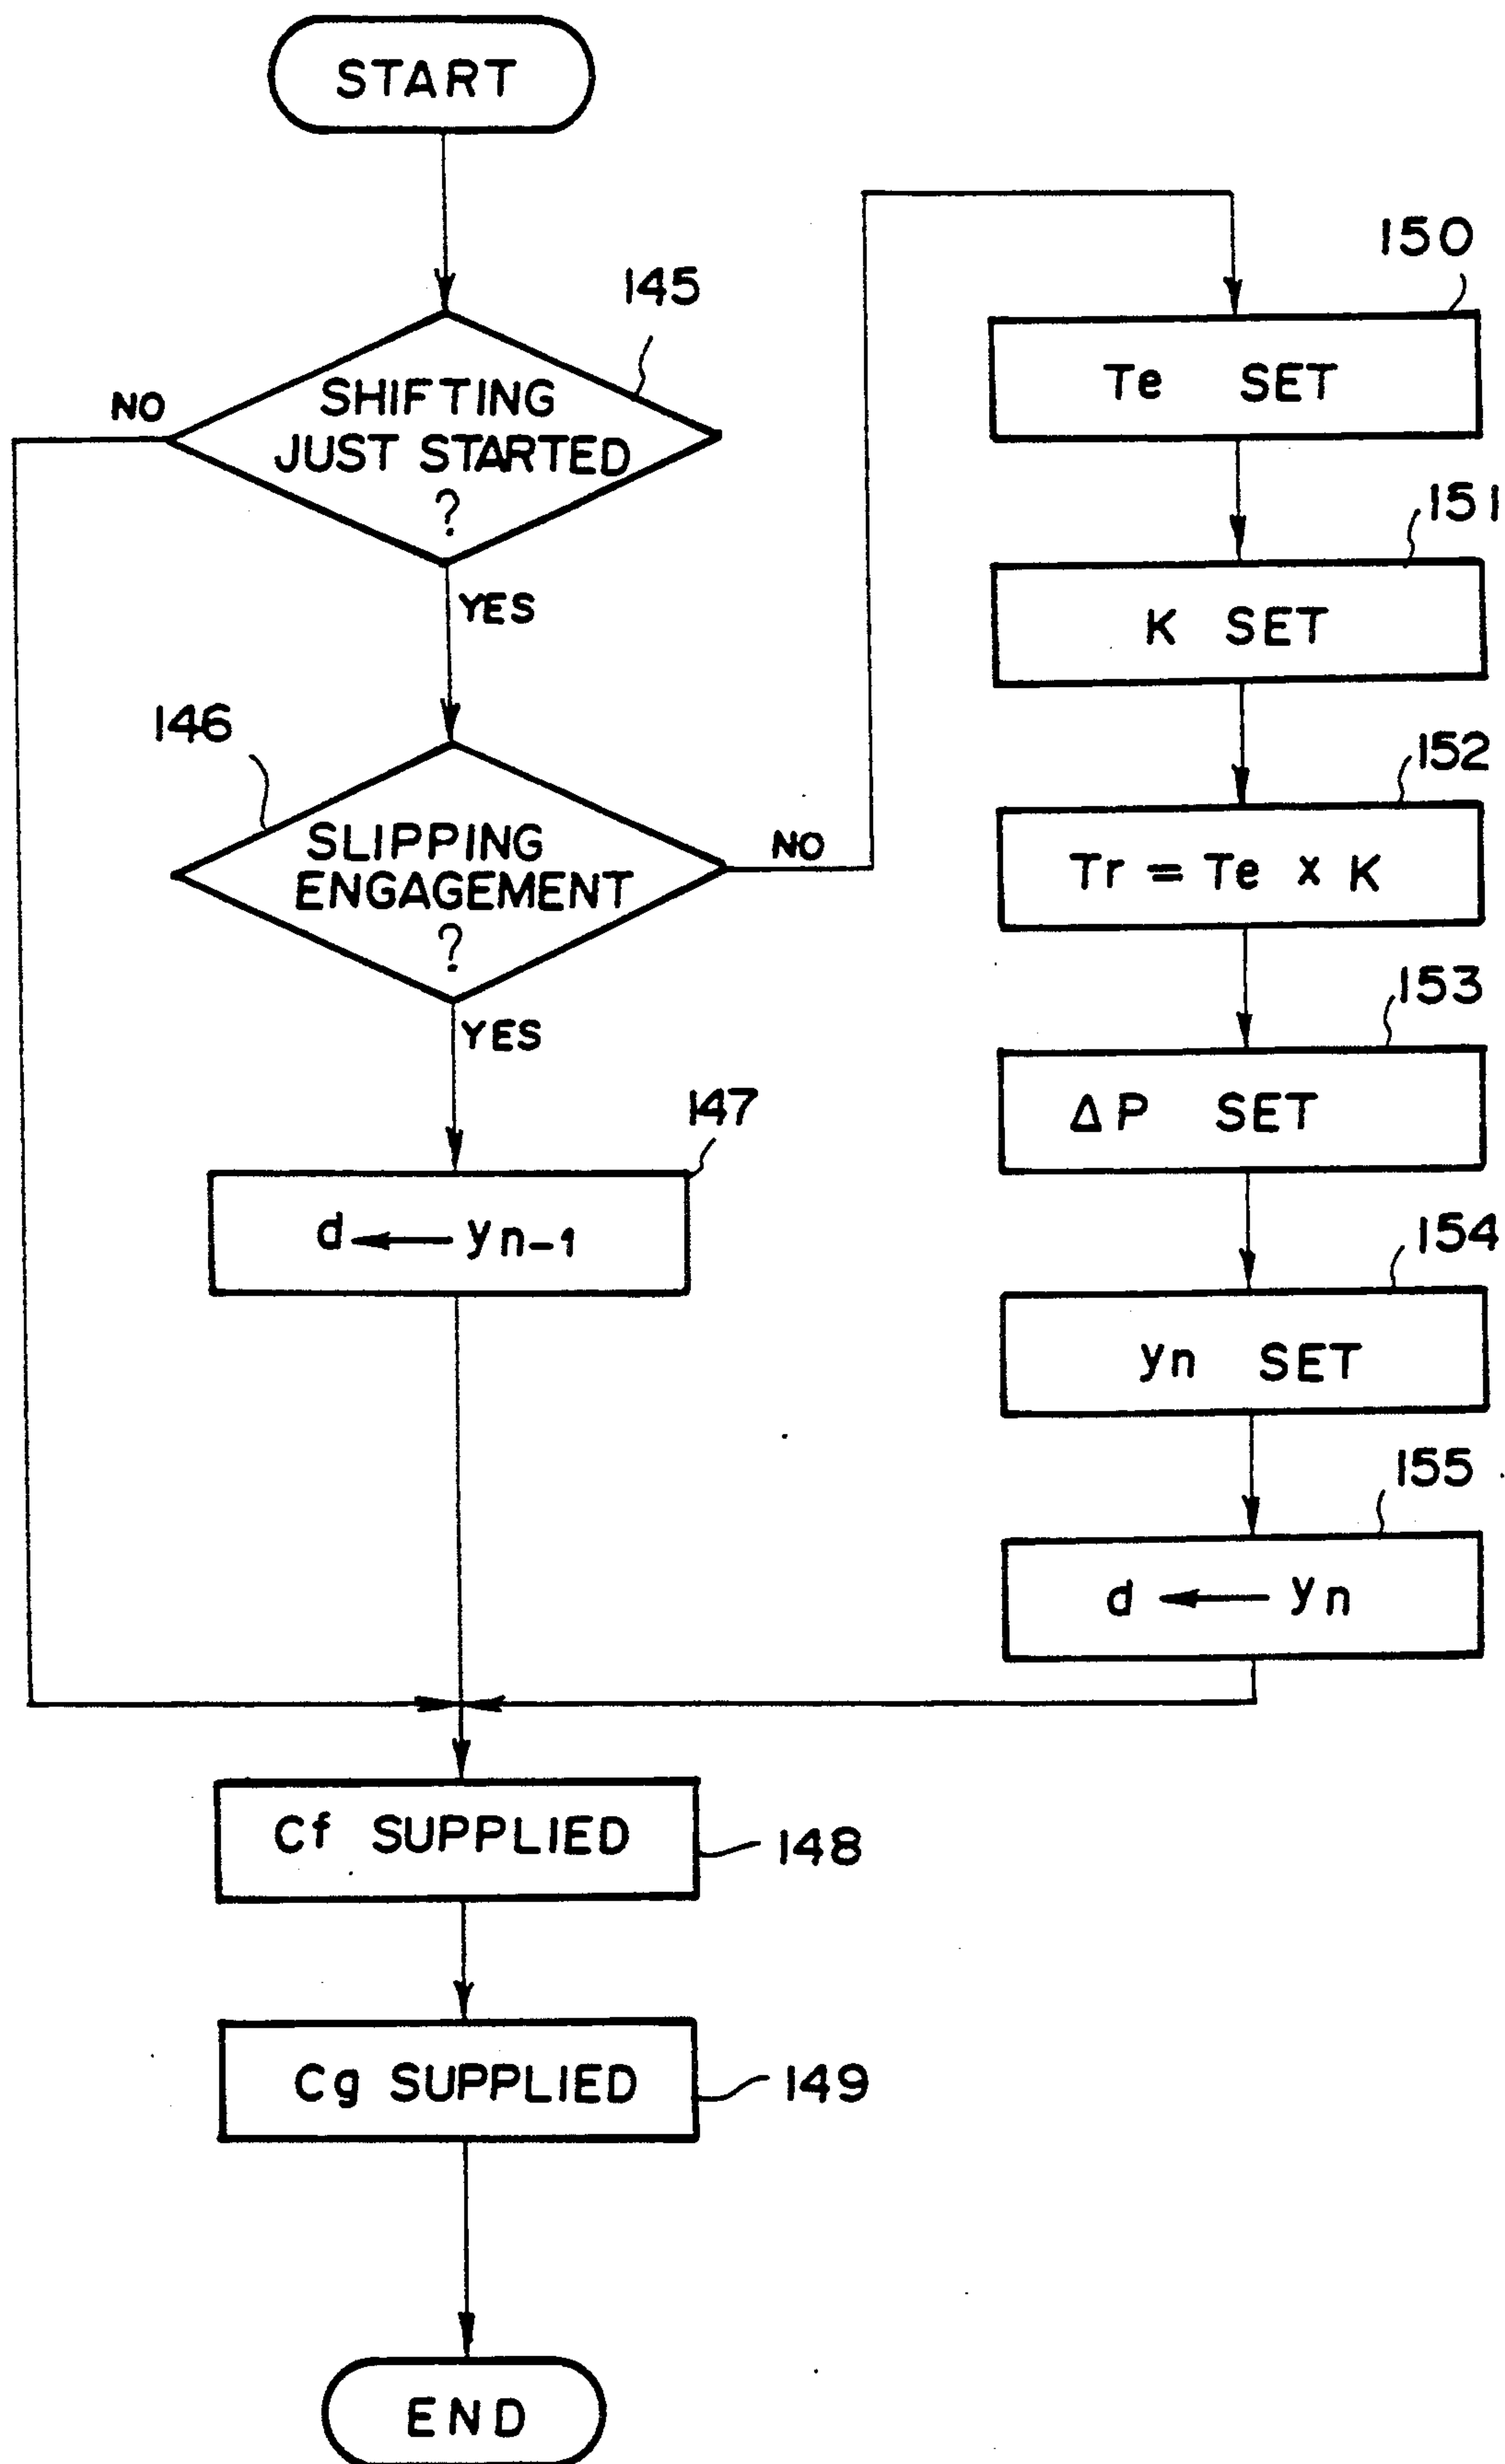 START
145
NO
SHIFTING
JUST STARTED
?
YES
146
SLIPPING
ENGAGEMENT
?
NO
YES
147
d ← yn-1
150
Te SET
151
K SET
152
Tr = Te x K
153
ΔP SET
154
yn SET
155
d ← yn
Cf SUPPLIED
148
Cg SUPPLIED
149
END